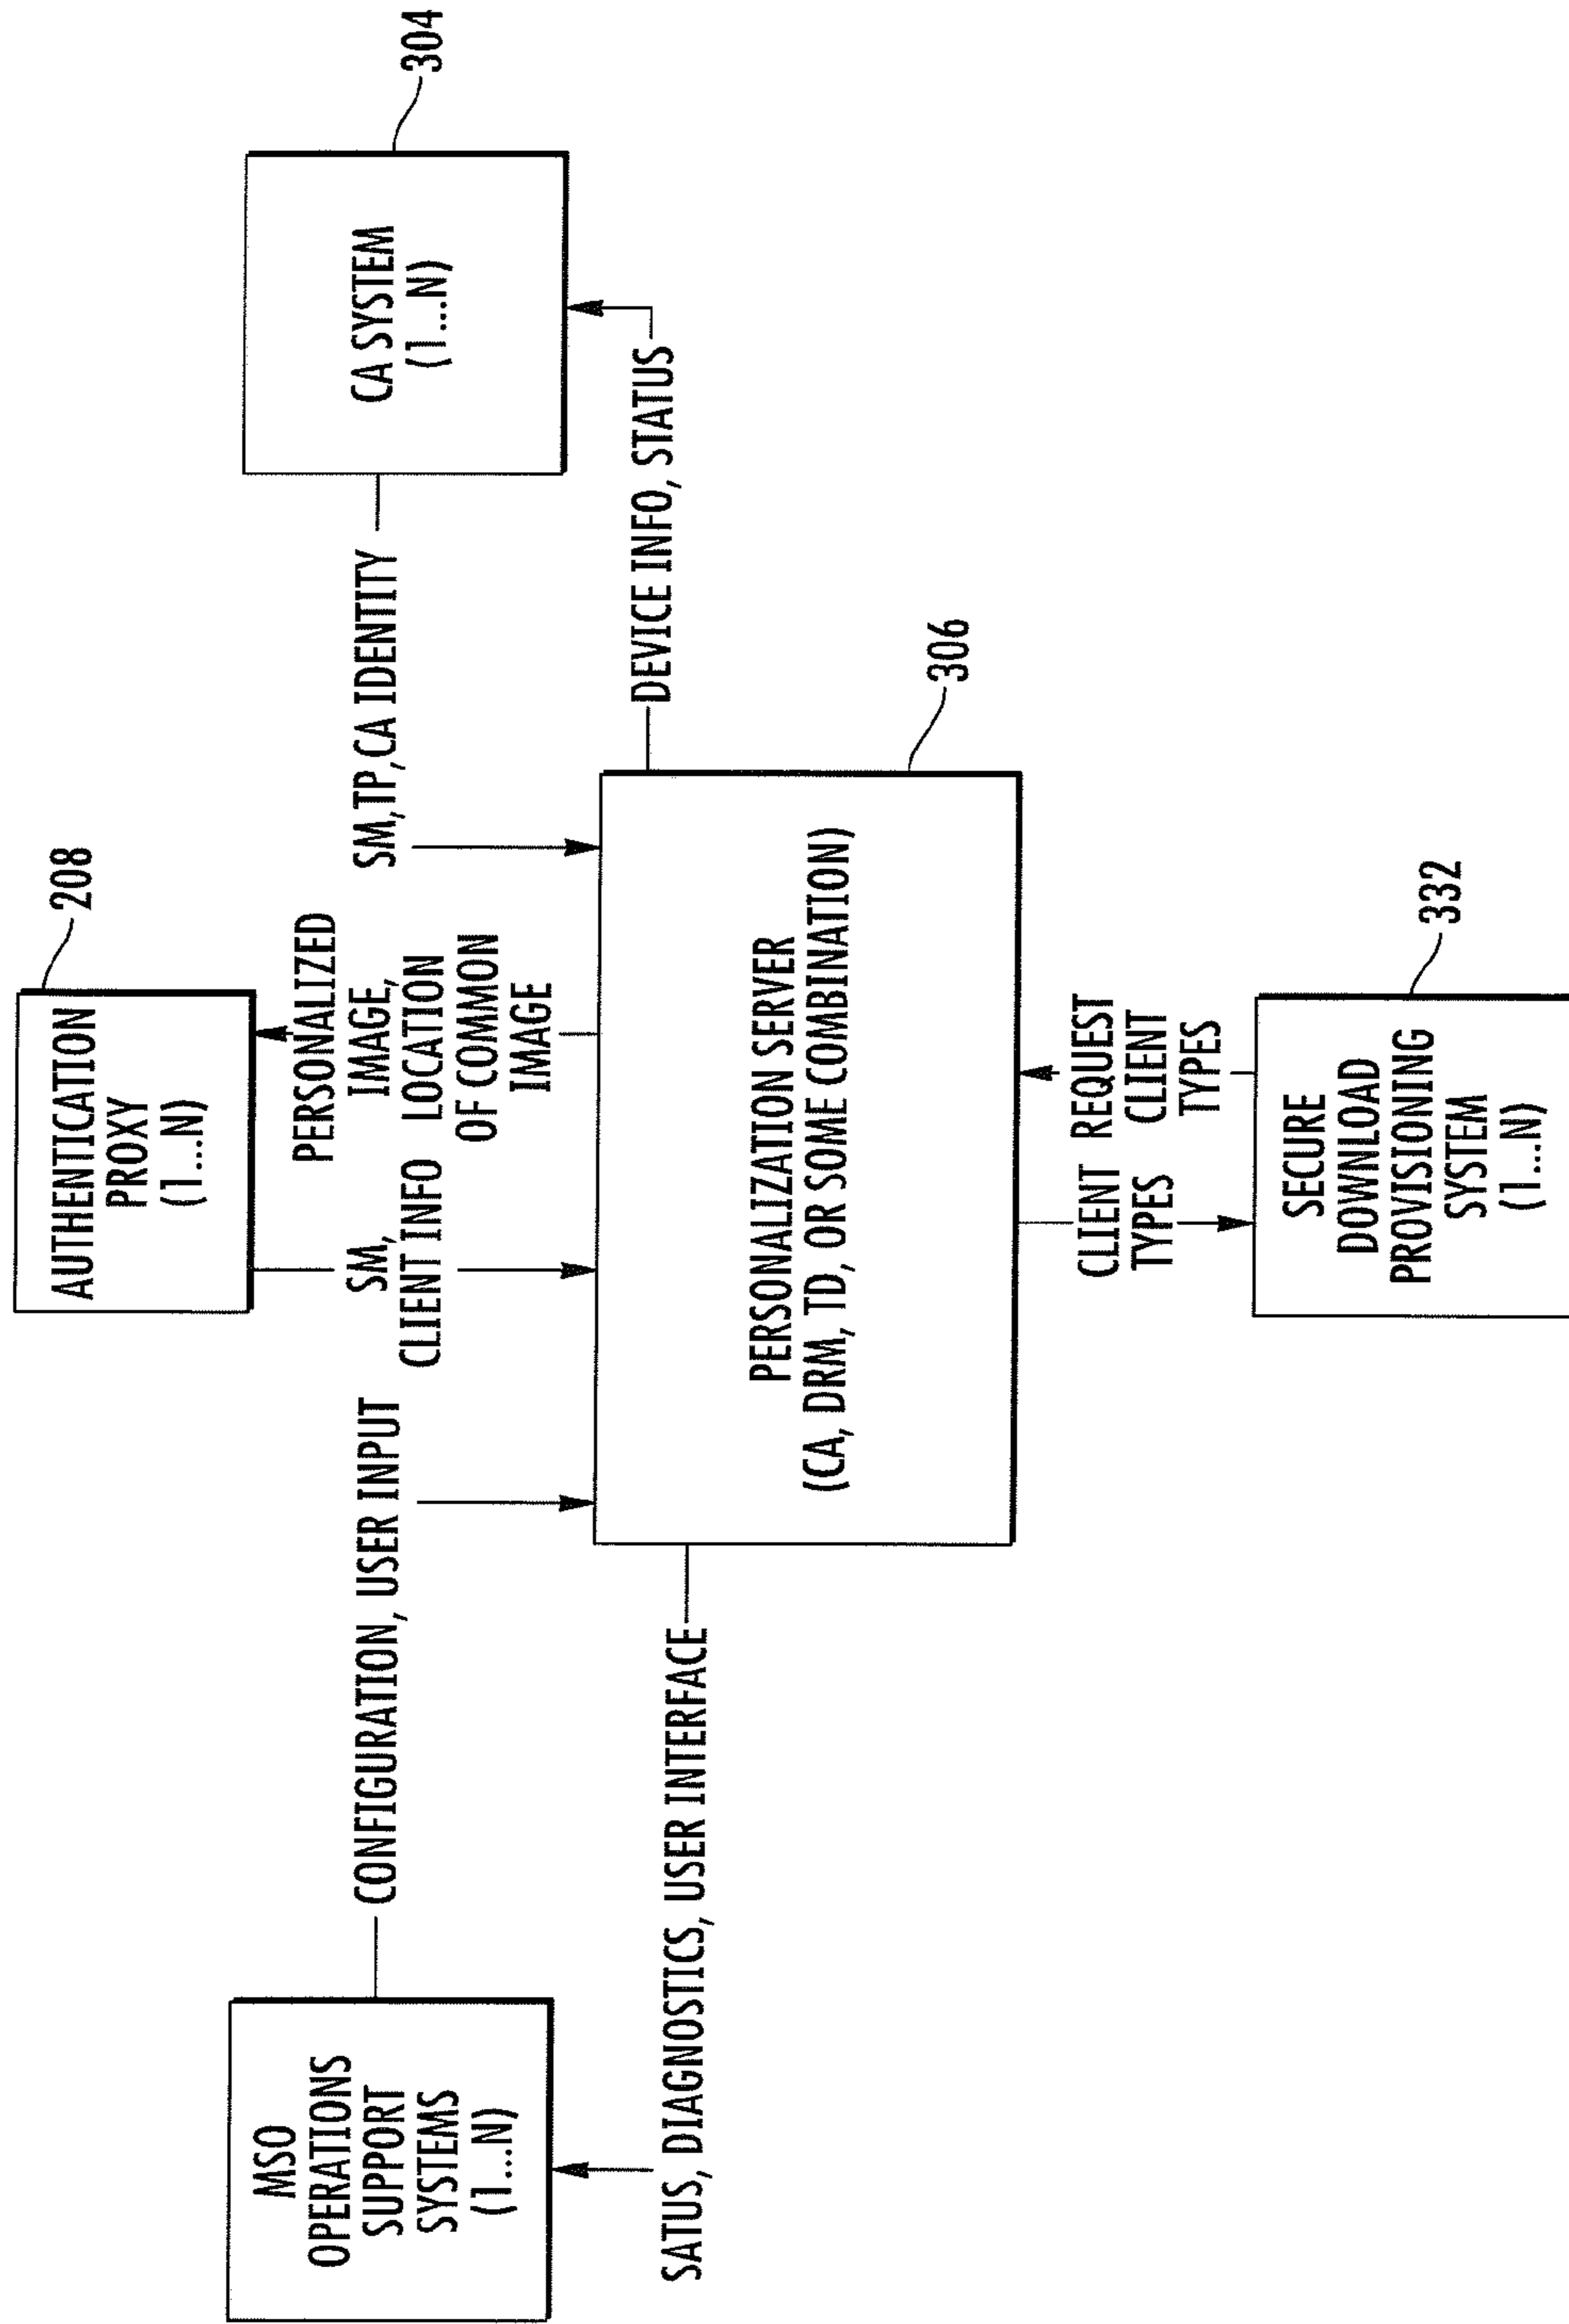 208
AUTHENTICATION
PROXY
(1...N)
304
CA SYSTEM
(1...N)
MSO
OPERATIONS
SUPPORT
SYSTEMS
(1...N)
CONFIGURATION, USER INPUT
SM,
CLIENT INFO
PERSONALIZED
IMAGE,
LOCATION
OF COMMON
IMAGE
SM,TP,CA IDENTITY
SATUS, DIAGNOSTICS, USER INTERFACE
DEVICE INFO, STATUS
306
PERSONALIZATION SERVER
(CA, DRM, TD, OR SOME COMBINATION)
CLIENT
TYPES
REQUEST
CLIENT
TYPES
332
SECURE
DOWNLOAD
PROVISIONING
SYSTEM
(1...N)